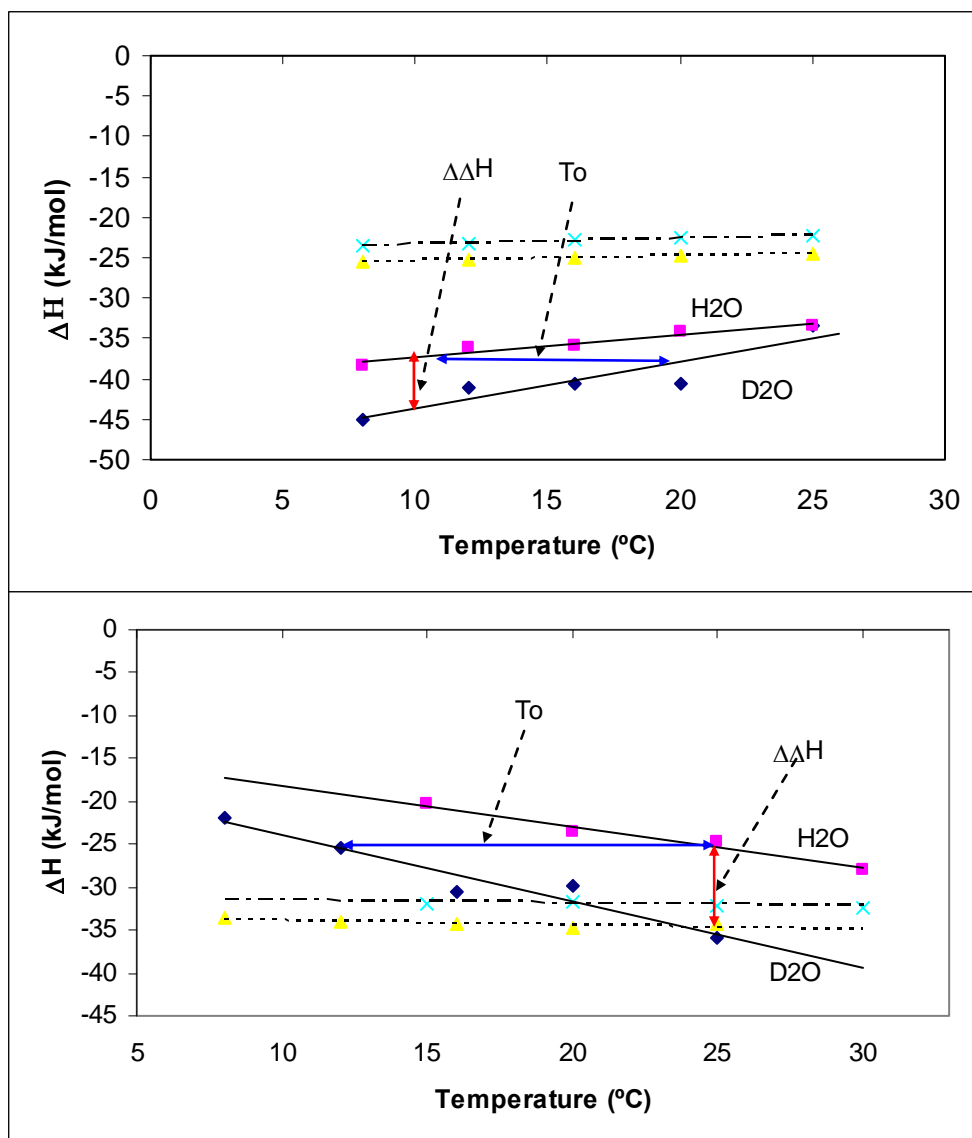 0
-5
-10
-15
ΔΔH To
-20
-25
-30
H2O
-35
-40
D2O
-45
-50
0 5 10 15 20 25 30
Temperature (ºC)
ΔH (kJ/mol)
0
-5
-10
To
-15
ΔΔH
-20
-25
H2O
-30
-35
-40
D2O
-45
5 10 15 20 25 30
Temperature (ºC)
ΔH (kJ/mol)